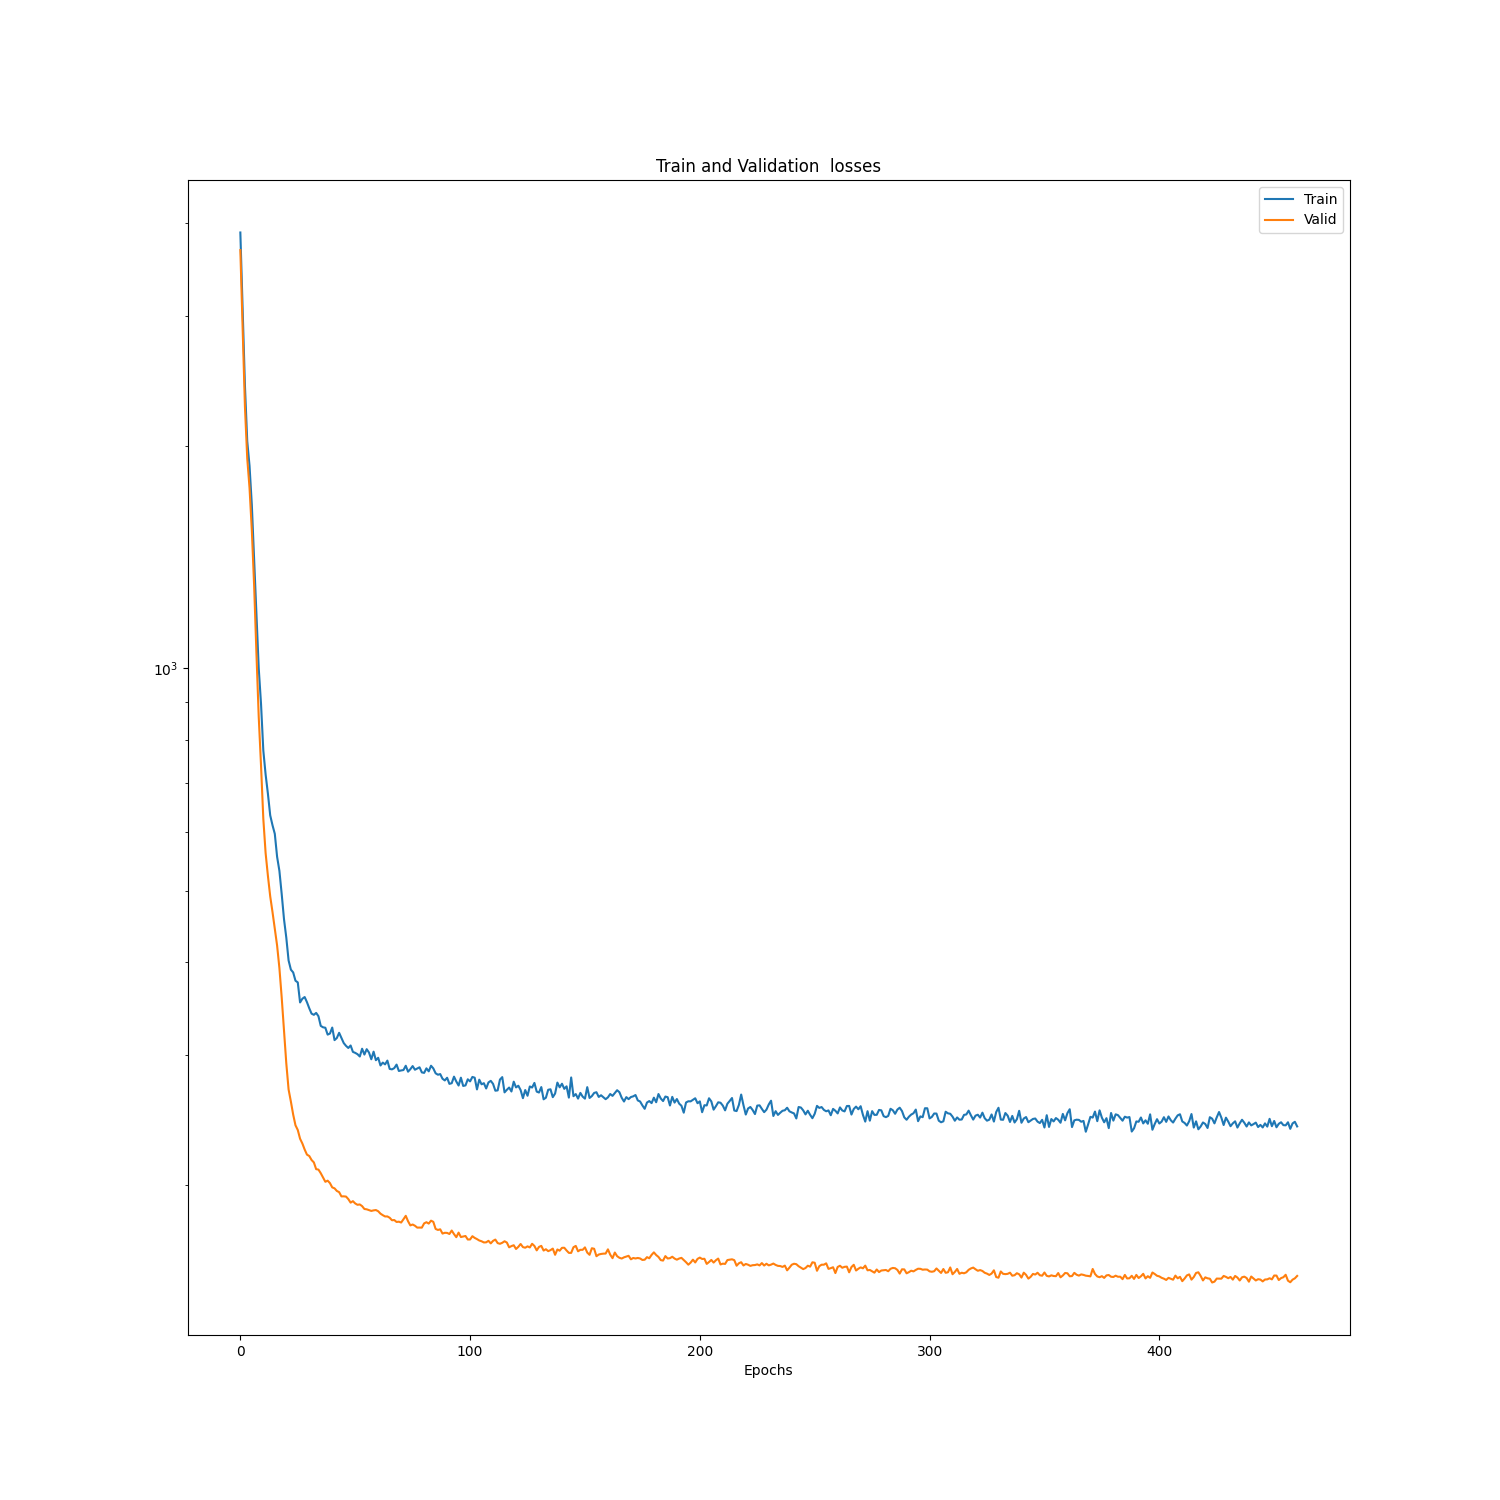 Train and Validation  losses
Train
Valid
10³
0 100 200 300 400
Epochs